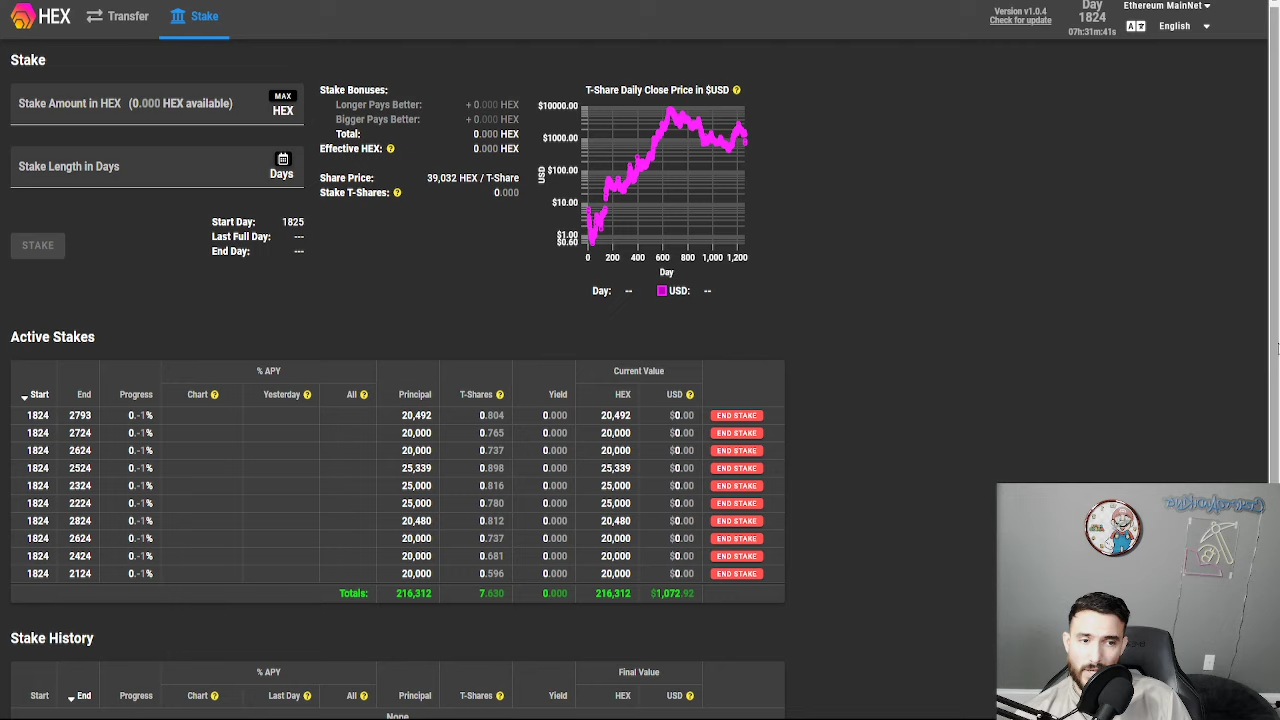 HEX
Transfer
Stake
Version v1.0.4
Check for update
Day
1824
07h:31m:41s
Ethereum MainNet
English
Stake
Stake Amount in HEX (0.000 HEX available)
MAX
HEX
Stake Length in Days
Days
Start Day: 1825
Last Full Day: ---
End Day: ---
STAKE
Stake Bonuses:
Longer Pays Better: + 0.000 HEX
Bigger Pays Better: + 0.000 HEX
Total: 0.000 HEX
Effective HEX: ? 0.000 HEX
Share Price: 39,032 HEX / T-Share
Stake T-Shares: ? 0.000
T-Share Daily Close Price in $USD ?
$10000.00
$1000.00
$100.00
$10.00
$1.00
$0.60
USD
0 200 400 600 800 1,000 1,200
Day
Day: -- USD: --
Active Stakes
% APY Current Value
Start End Progress Chart ? Yesterday ? All ? Principal T-Shares ? Yield HEX USD ?
1824 2793 0.-1% 20,492 0.804 0.000 20,492 $0.00 END STAKE
1824 2724 0.-1% 20,000 0.765 0.000 20,000 $0.00 END STAKE
1824 2624 0.-1% 20,000 0.737 0.000 20,000 $0.00 END STAKE
1824 2524 0.-1% 25,339 0.898 0.000 25,339 $0.00 END STAKE
1824 2324 0.-1% 25,000 0.816 0.000 25,000 $0.00 END STAKE
1824 2224 0.-1% 25,000 0.780 0.000 25,000 $0.00 END STAKE
1824 2824 0.-1% 20,480 0.812 0.000 20,480 $0.00 END STAKE
1824 2624 0.-1% 20,000 0.737 0.000 20,000 $0.00 END STAKE
1824 2424 0.-1% 20,000 0.681 0.000 20,000 $0.00 END STAKE
1824 2124 0.-1% 20,000 0.596 0.000 20,000 $0.00 END STAKE
Totals: 216,312 7.630 0.000 216,312 $1,072.92
Stake History
% APY Final Value
Start End Progress Chart ? Last Day ? All ? Principal T-Shares ? Yield HEX USD ?
None